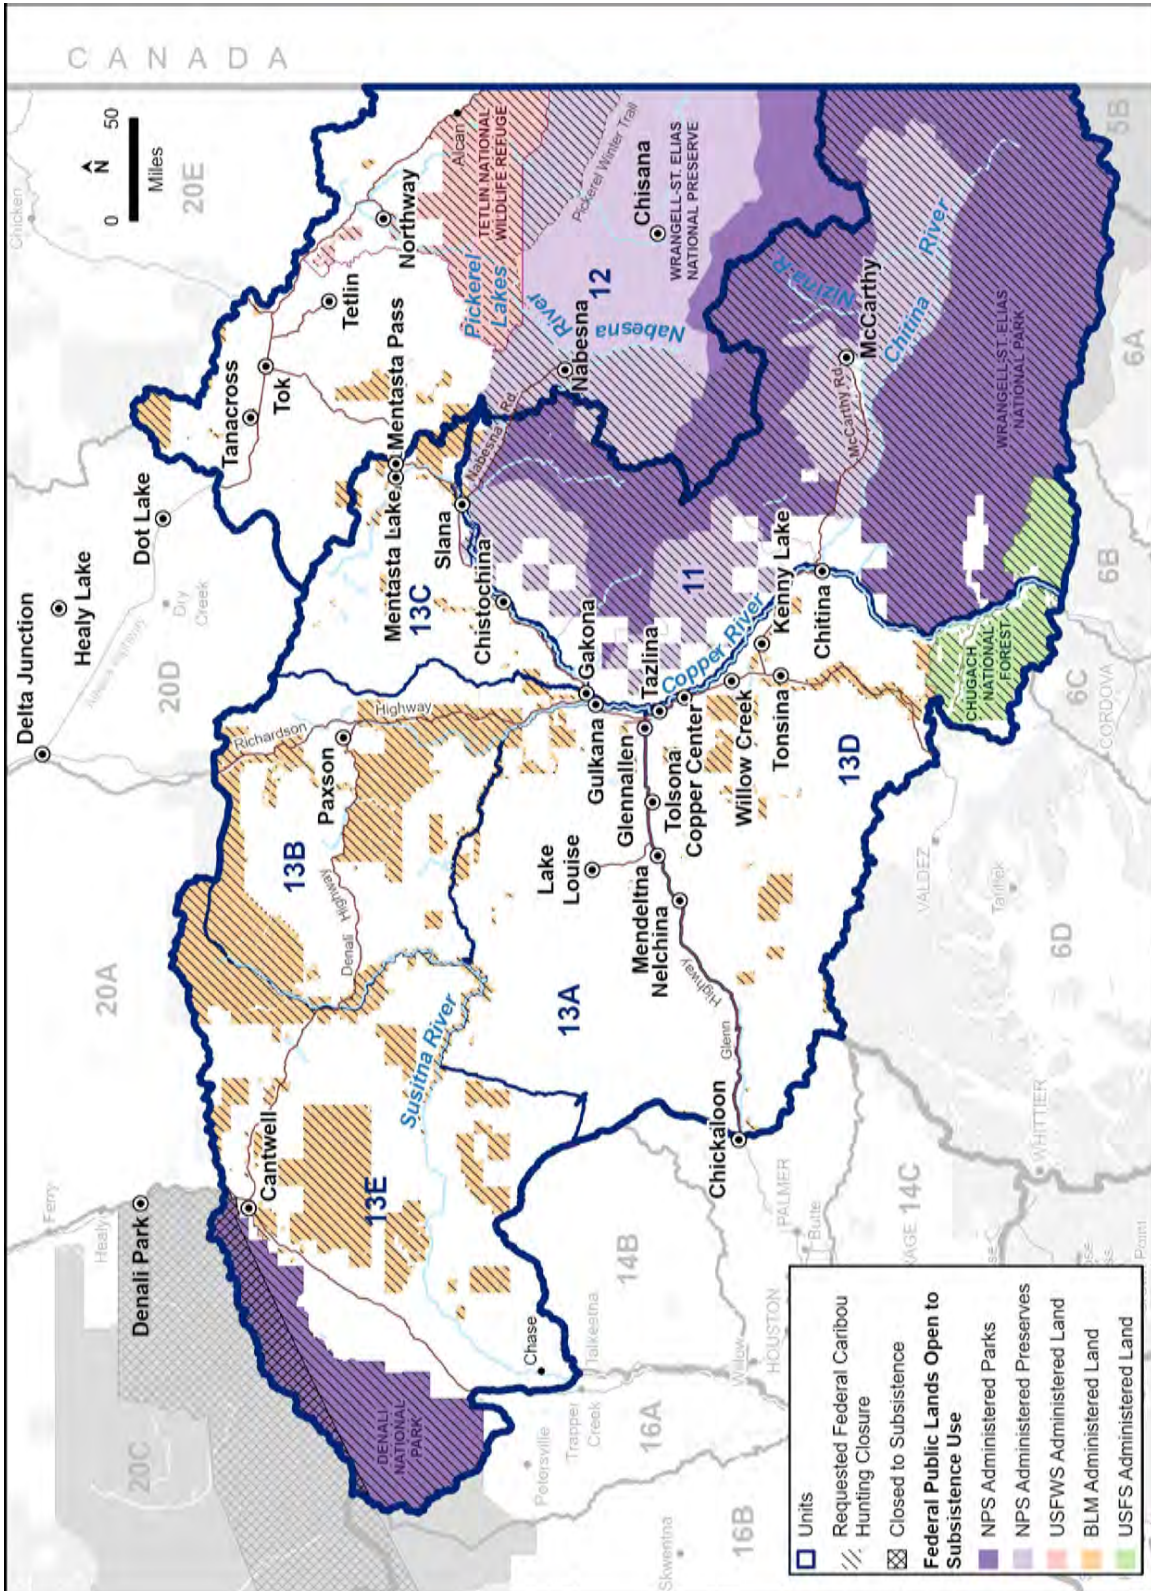 CANADA
0 50
N
Miles
Chicken
20E
Alcan
TETLIN NATIONAL
WILDLIFE REFUGE
Northway
Pickerel
Lakes
Pickerel Winter Trail
Chisana
WRANGELL-ST. ELIAS
NATIONAL PRESERVE
12
Nabesna
River
Nabesna
Nabesna Rd.
Tetlin
Mentasta Pass
Tok
Tanacross
Dot Lake
Healy Lake
Delta Junction
Alaska Highway
Dry
Creek
20D
Mentasta Lake
Slana
13C
Chistochina
Gakona
11
Copper River
Kenny Lake
Chitina
McCarthy Rd.
McCarthy
Nizina R.
Chitina River
WRANGELL-ST. ELIAS
NATIONAL PARK
5B
6A
6B
6C
CORDOVA
CHUGACH
NATIONAL
FOREST
Richardson
Highway
Paxson
13B
Denali Highway
Gulkana
Tazlina
Glennallen
Tolsona
Copper Center
Willow Creek
Tonsina
13D
Lake
Louise
Mendeltna
Nelchina
Glenn Highway
13A
VALDEZ
Tatitlek
6D
20A
Susitna River
Cantwell
13E
Chickaloon
WHITTIER
PALMER
Butte
14C
14B
Ferry
Healy
Denali Park
20C
DENALI
NATIONAL
PARK
Chase
Talkeetna
Trapper
Creek
Petersville
16A
16B
Skwentna
Willow
HOUSTON
Point
Units
Requested Federal Caribou
Hunting Closure
Closed to Subsistence
Federal Public Lands Open to
Subsistence Use
NPS Administered Parks
NPS Administered Preserves
USFWS Administered Land
BLM Administered Land
USFS Administered Land